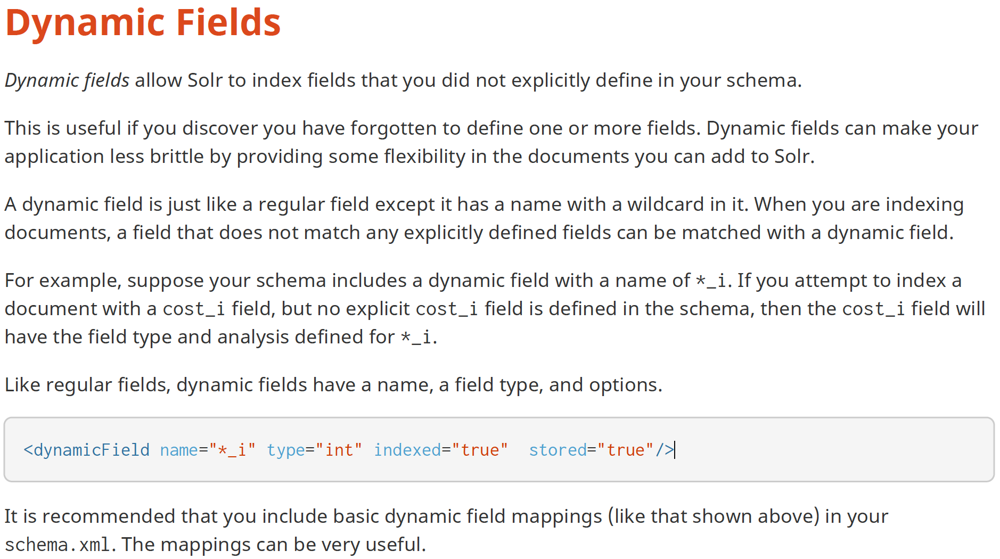 Dynamic Fields
Dynamic fields allow Solr to index fields that you did not explicitly define in your schema.
This is useful if you discover you have forgotten to define one or more fields. Dynamic fields can make your
application less brittle by providing some flexibility in the documents you can add to Solr.
A dynamic field is just like a regular field except it has a name with a wildcard in it. When you are indexing
documents, a field that does not match any explicitly defined fields can be matched with a dynamic field.
For example, suppose your schema includes a dynamic field with a name of *_i. If you attempt to index a
document with a cost_i field, but no explicit cost_i field is defined in the schema, then the cost_i field will
have the field type and analysis defined for *_i.
Like regular fields, dynamic fields have a name, a field type, and options.
<dynamicField name="*_i" type="int" indexed="true"  stored="true"/>
It is recommended that you include basic dynamic field mappings (like that shown above) in your
schema.xml. The mappings can be very useful.